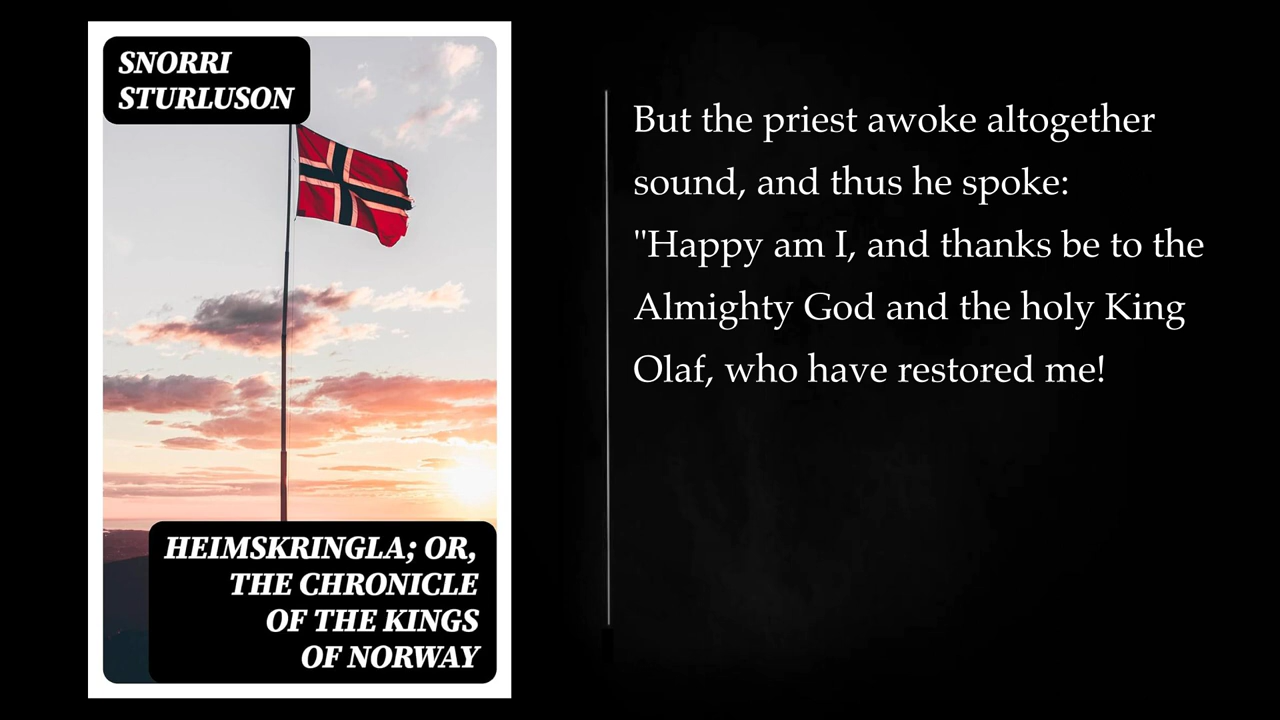 SNORRI
STURLUSON
HEIMSKRINGLA; OR,
THE CHRONICLE
OF THE KINGS
OF NORWAY
But the priest awoke altogether
sound, and thus he spoke:
"Happy am I, and thanks be to the
Almighty God and the holy King
Olaf, who have restored me!